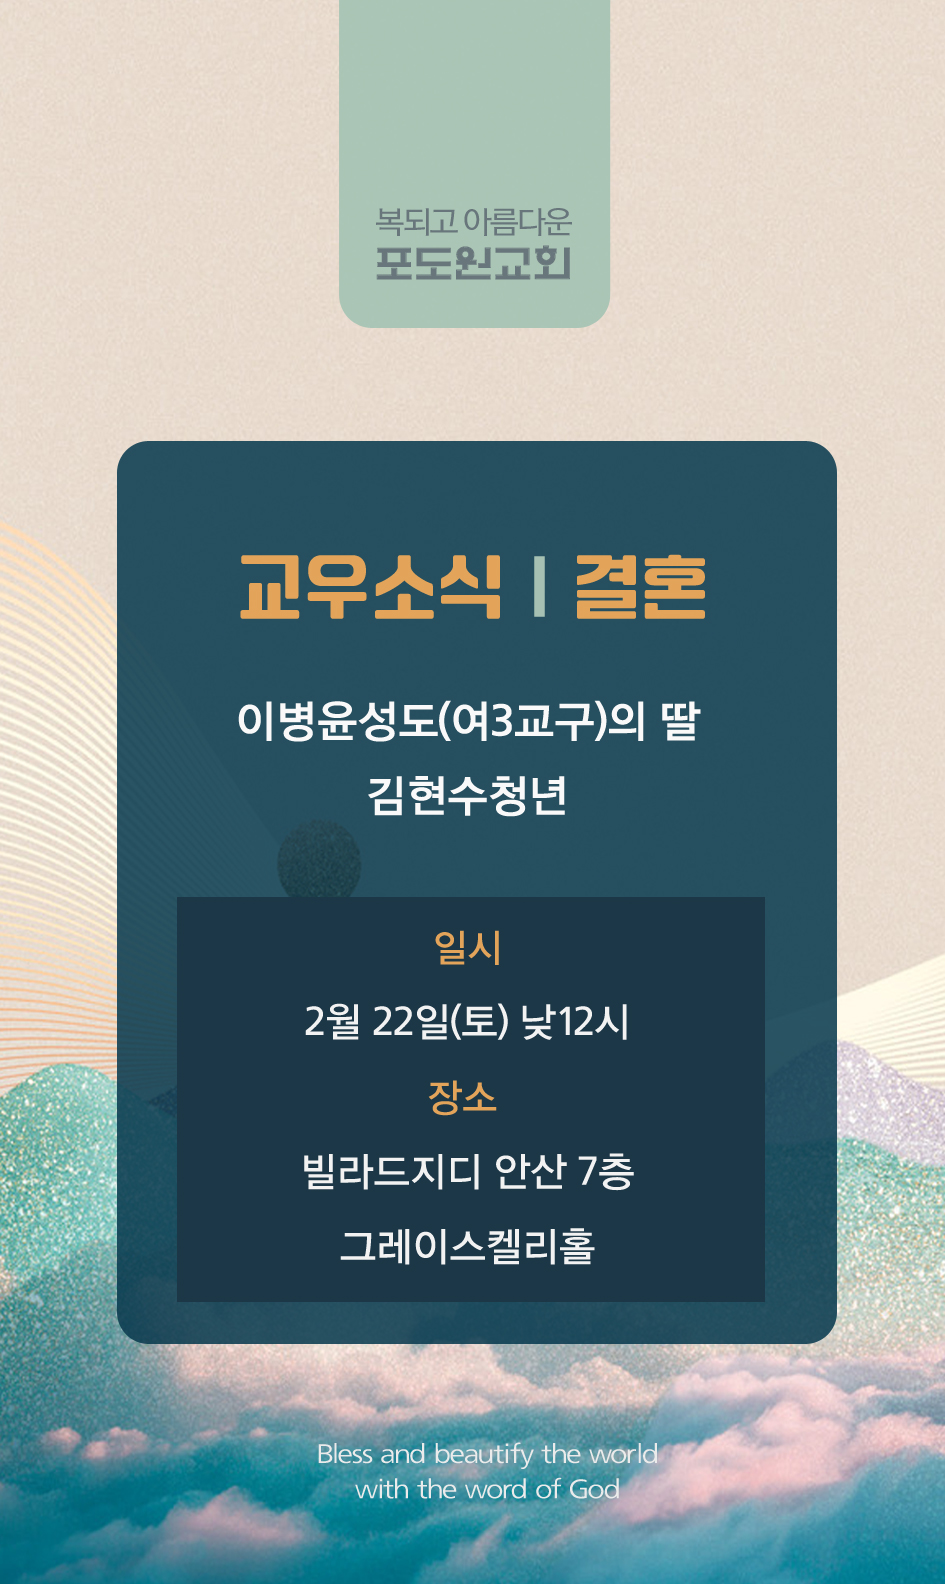 복되고 아름다운
포도원교회
교우소식 | 결혼
이병윤성도(여3교구)의 딸
김현수청년
일시
2월 22일(토) 낮12시
장소
빌라드지디 안산 7층
그레이스켈리홀
Bless and beautify the world
with the word of God